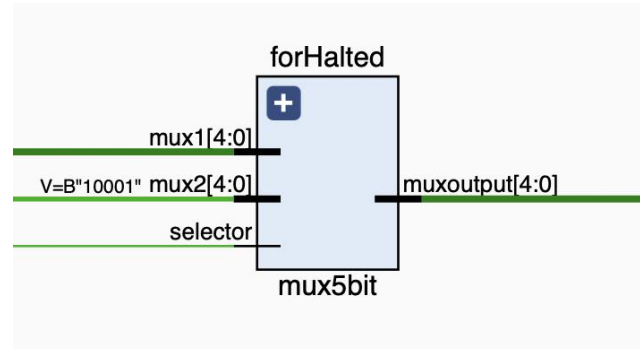 forHalted
+
mux1[4:0]
V=B"10001" mux2[4:0]
muxoutput[4:0]
selector
mux5bit